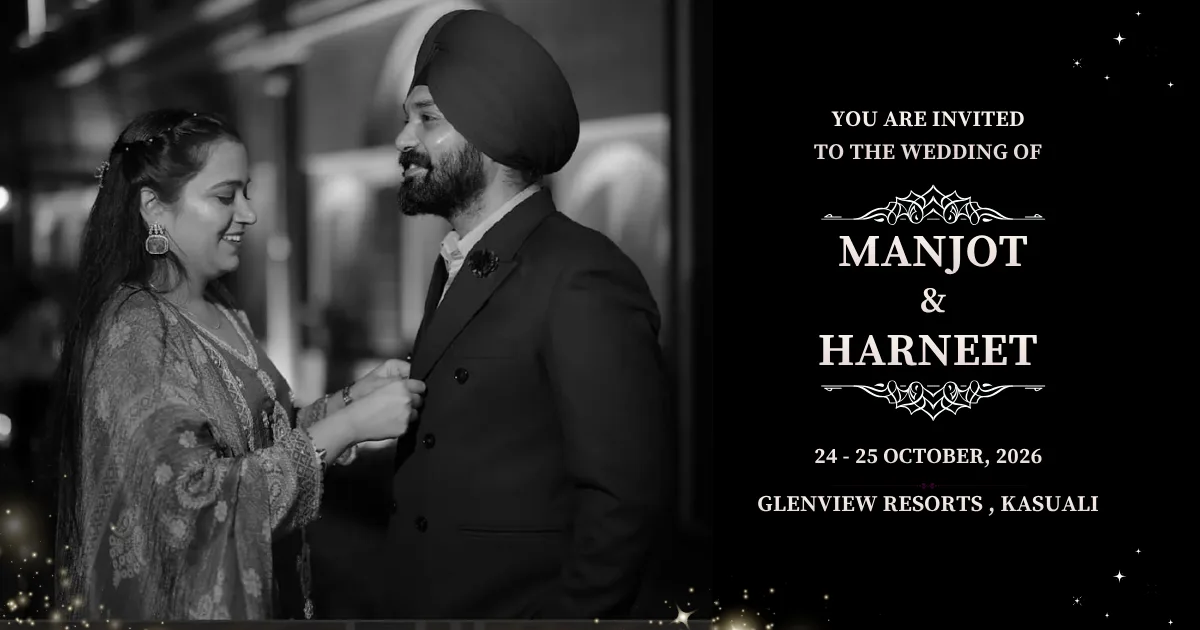 YOU ARE INVITED
TO THE WEDDING OF
MANJOT
&
HARNEET
24 - 25 OCTOBER, 2026
GLENVIEW RESORTS , KASUALI